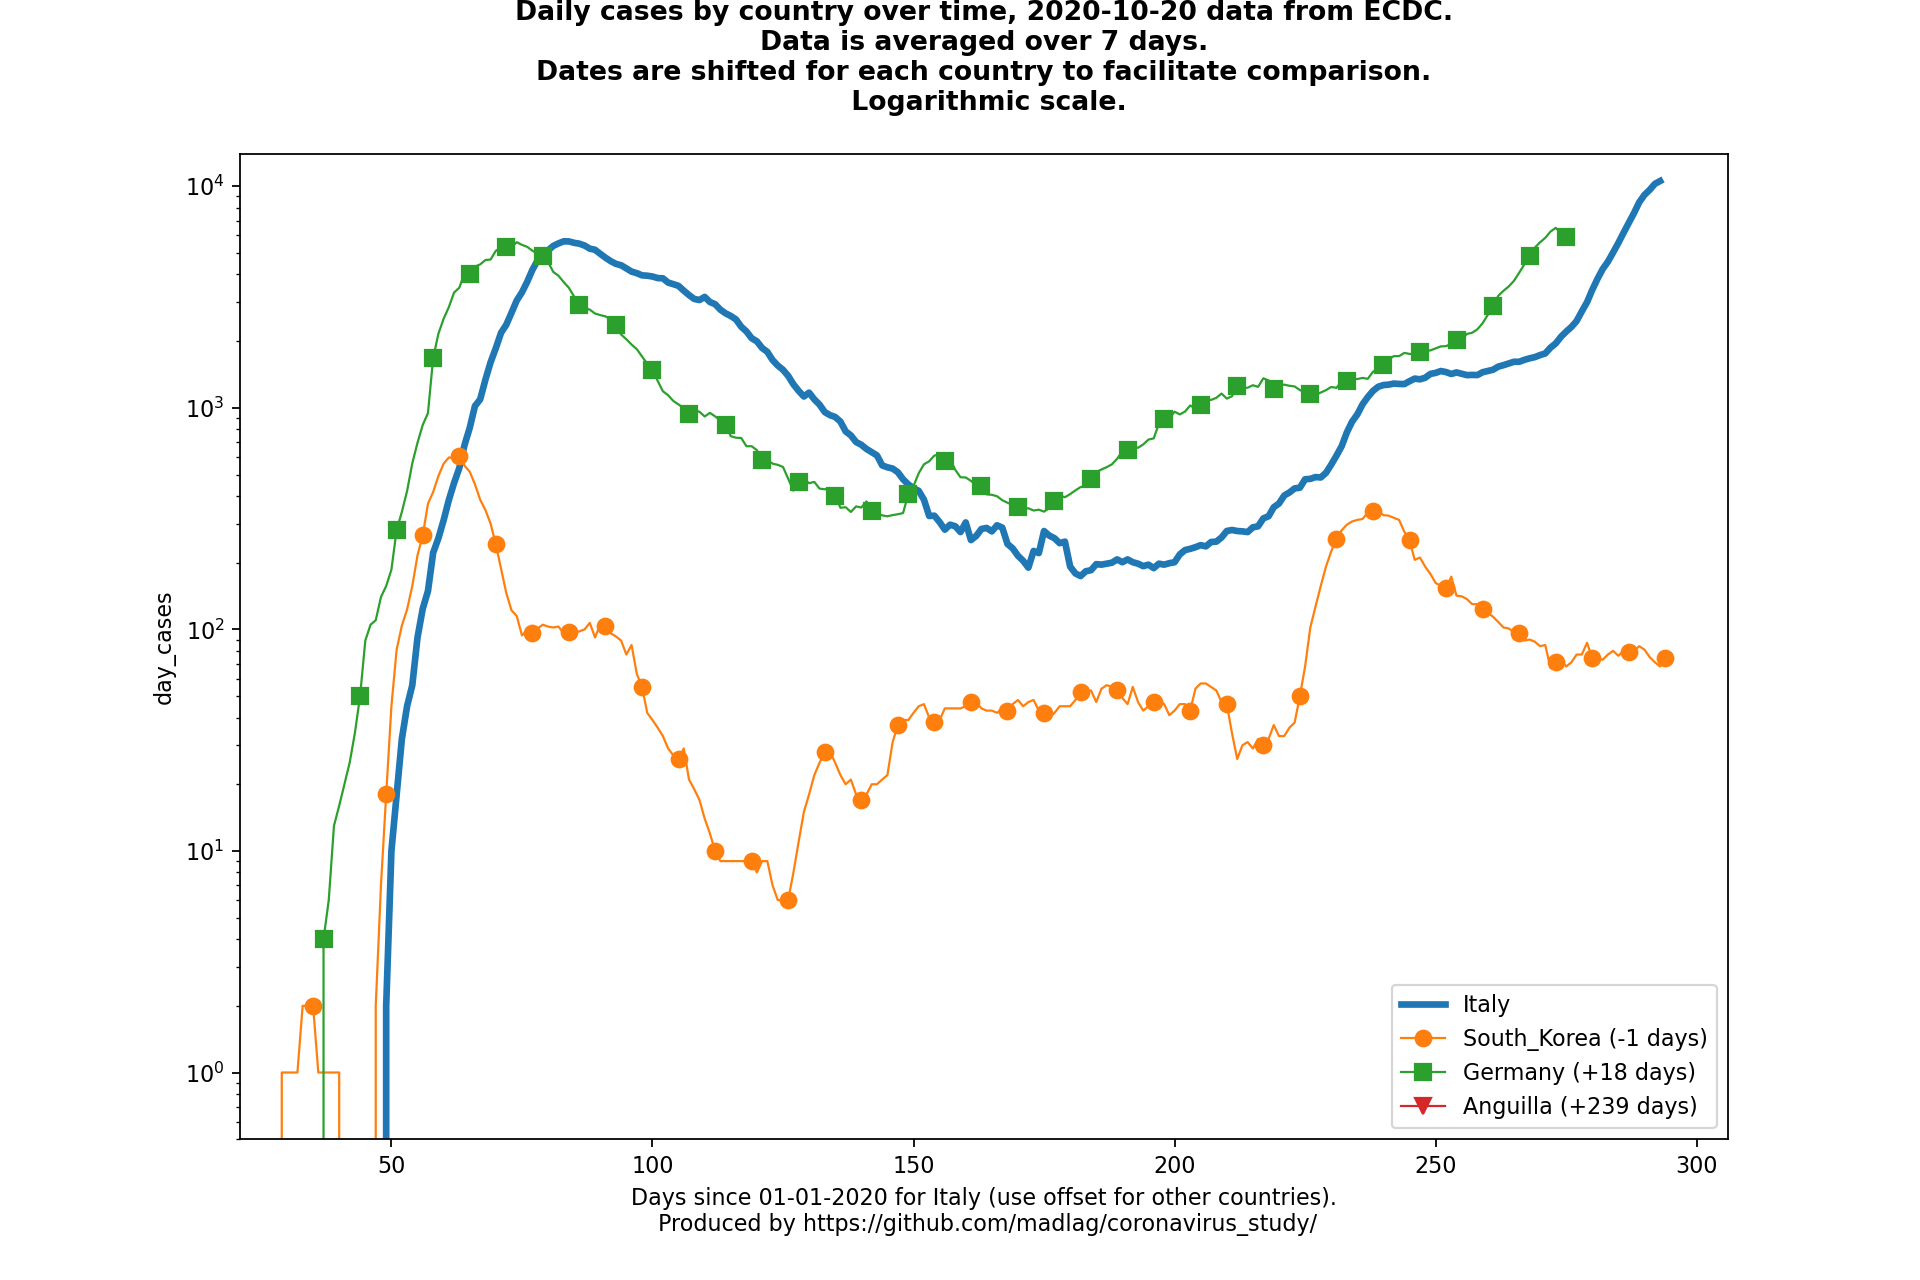 Daily cases by country over time, 2020-10-20 data from ECDC.
Data is averaged over 7 days.
Dates are shifted for each country to facilitate comparison.
Logarithmic scale.
10^4
10^3
10^2
10^1
10^0
day_cases
Italy
South_Korea (-1 days)
Germany (+18 days)
Anguilla (+239 days)
50 100 150 200 250 300
Days since 01-01-2020 for Italy (use offset for other countries).
Produced by https://github.com/madlag/coronavirus_study/